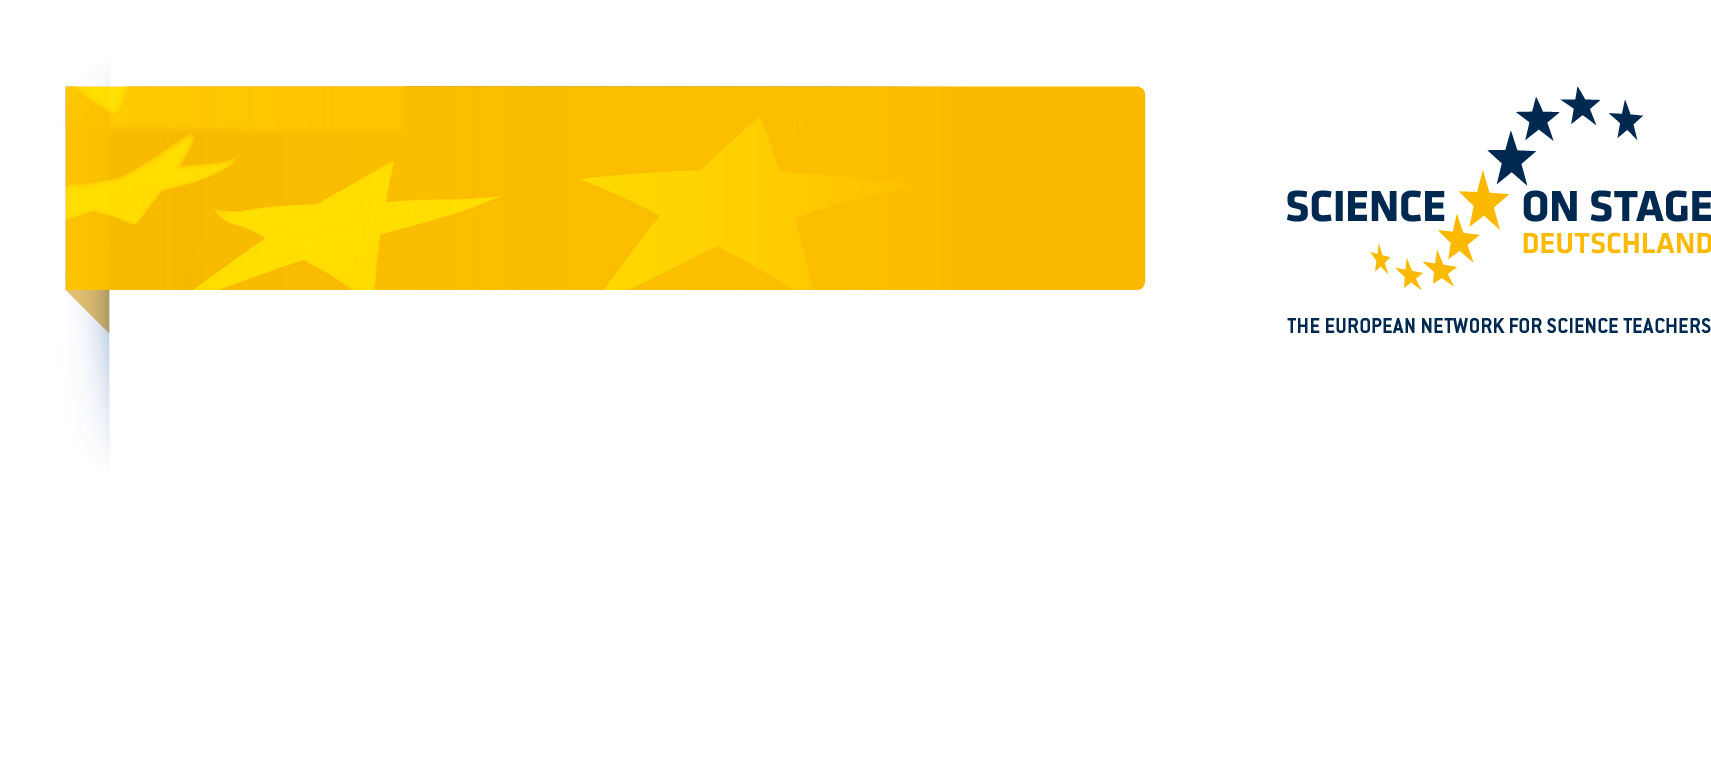 SCIENCE ON STAGE
DEUTSCHLAND
THE EUROPEAN NETWORK FOR SCIENCE TEACHERS